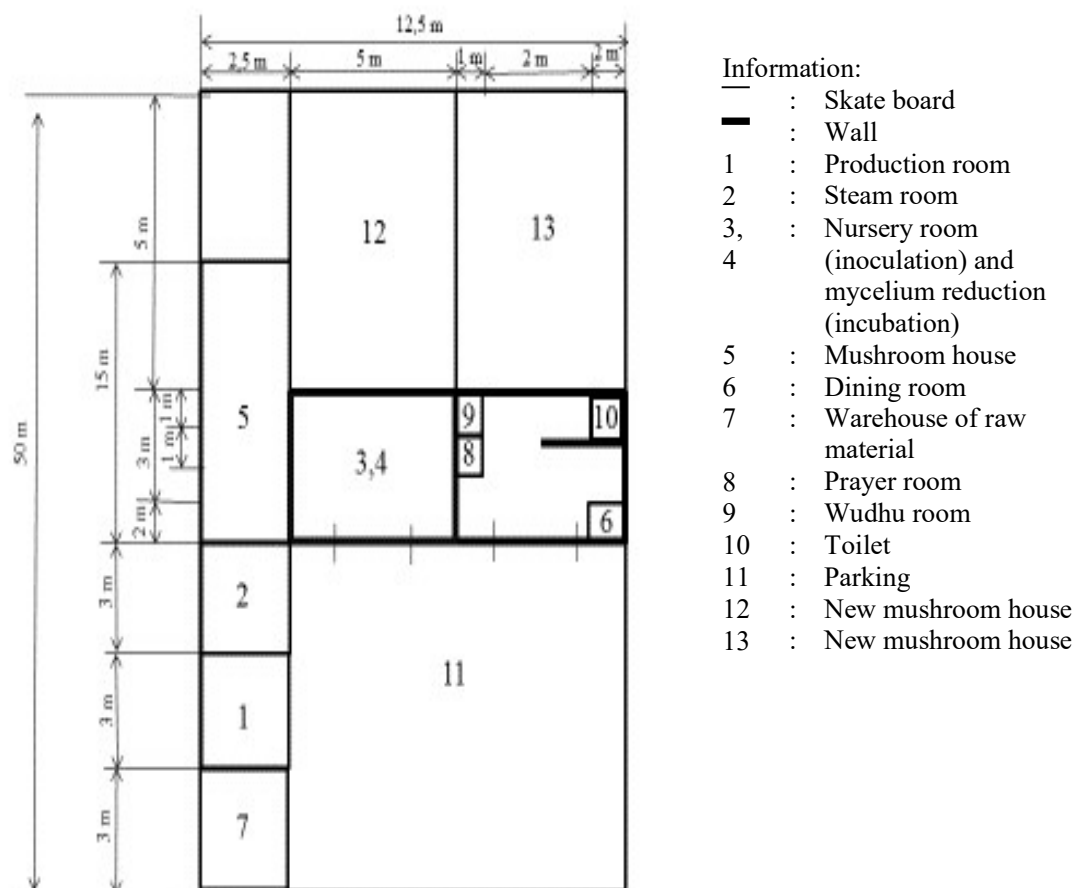 12,5 m
2,5 m
5 m
1 m
2 m
2 m
50 m
5 m
15 m
3 m
1 m
1 m
2 m
3 m
3 m
3 m
12
13
5
3,4
9
8
10
6
2
1
7
11
Information:
: Skate board
: Wall
1 : Production room
2 : Steam room
3, : Nursery room
4 (inoculation) and
mycelium reduction
(incubation)
5 : Mushroom house
6 : Dining room
7 : Warehouse of raw
material
8 : Prayer room
9 : Wudhu room
10 : Toilet
11 : Parking
12 : New mushroom house
13 : New mushroom house